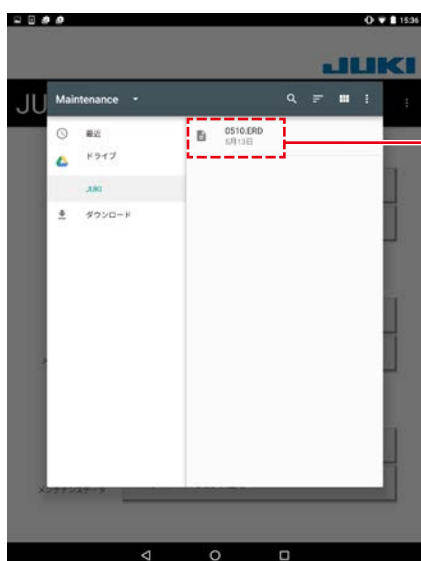 15:36
JUKI
JU
Maintenance
最近
ドライブ
JUKI
ダウンロード
0510.ERD
5月13日
メンテナンスデータ